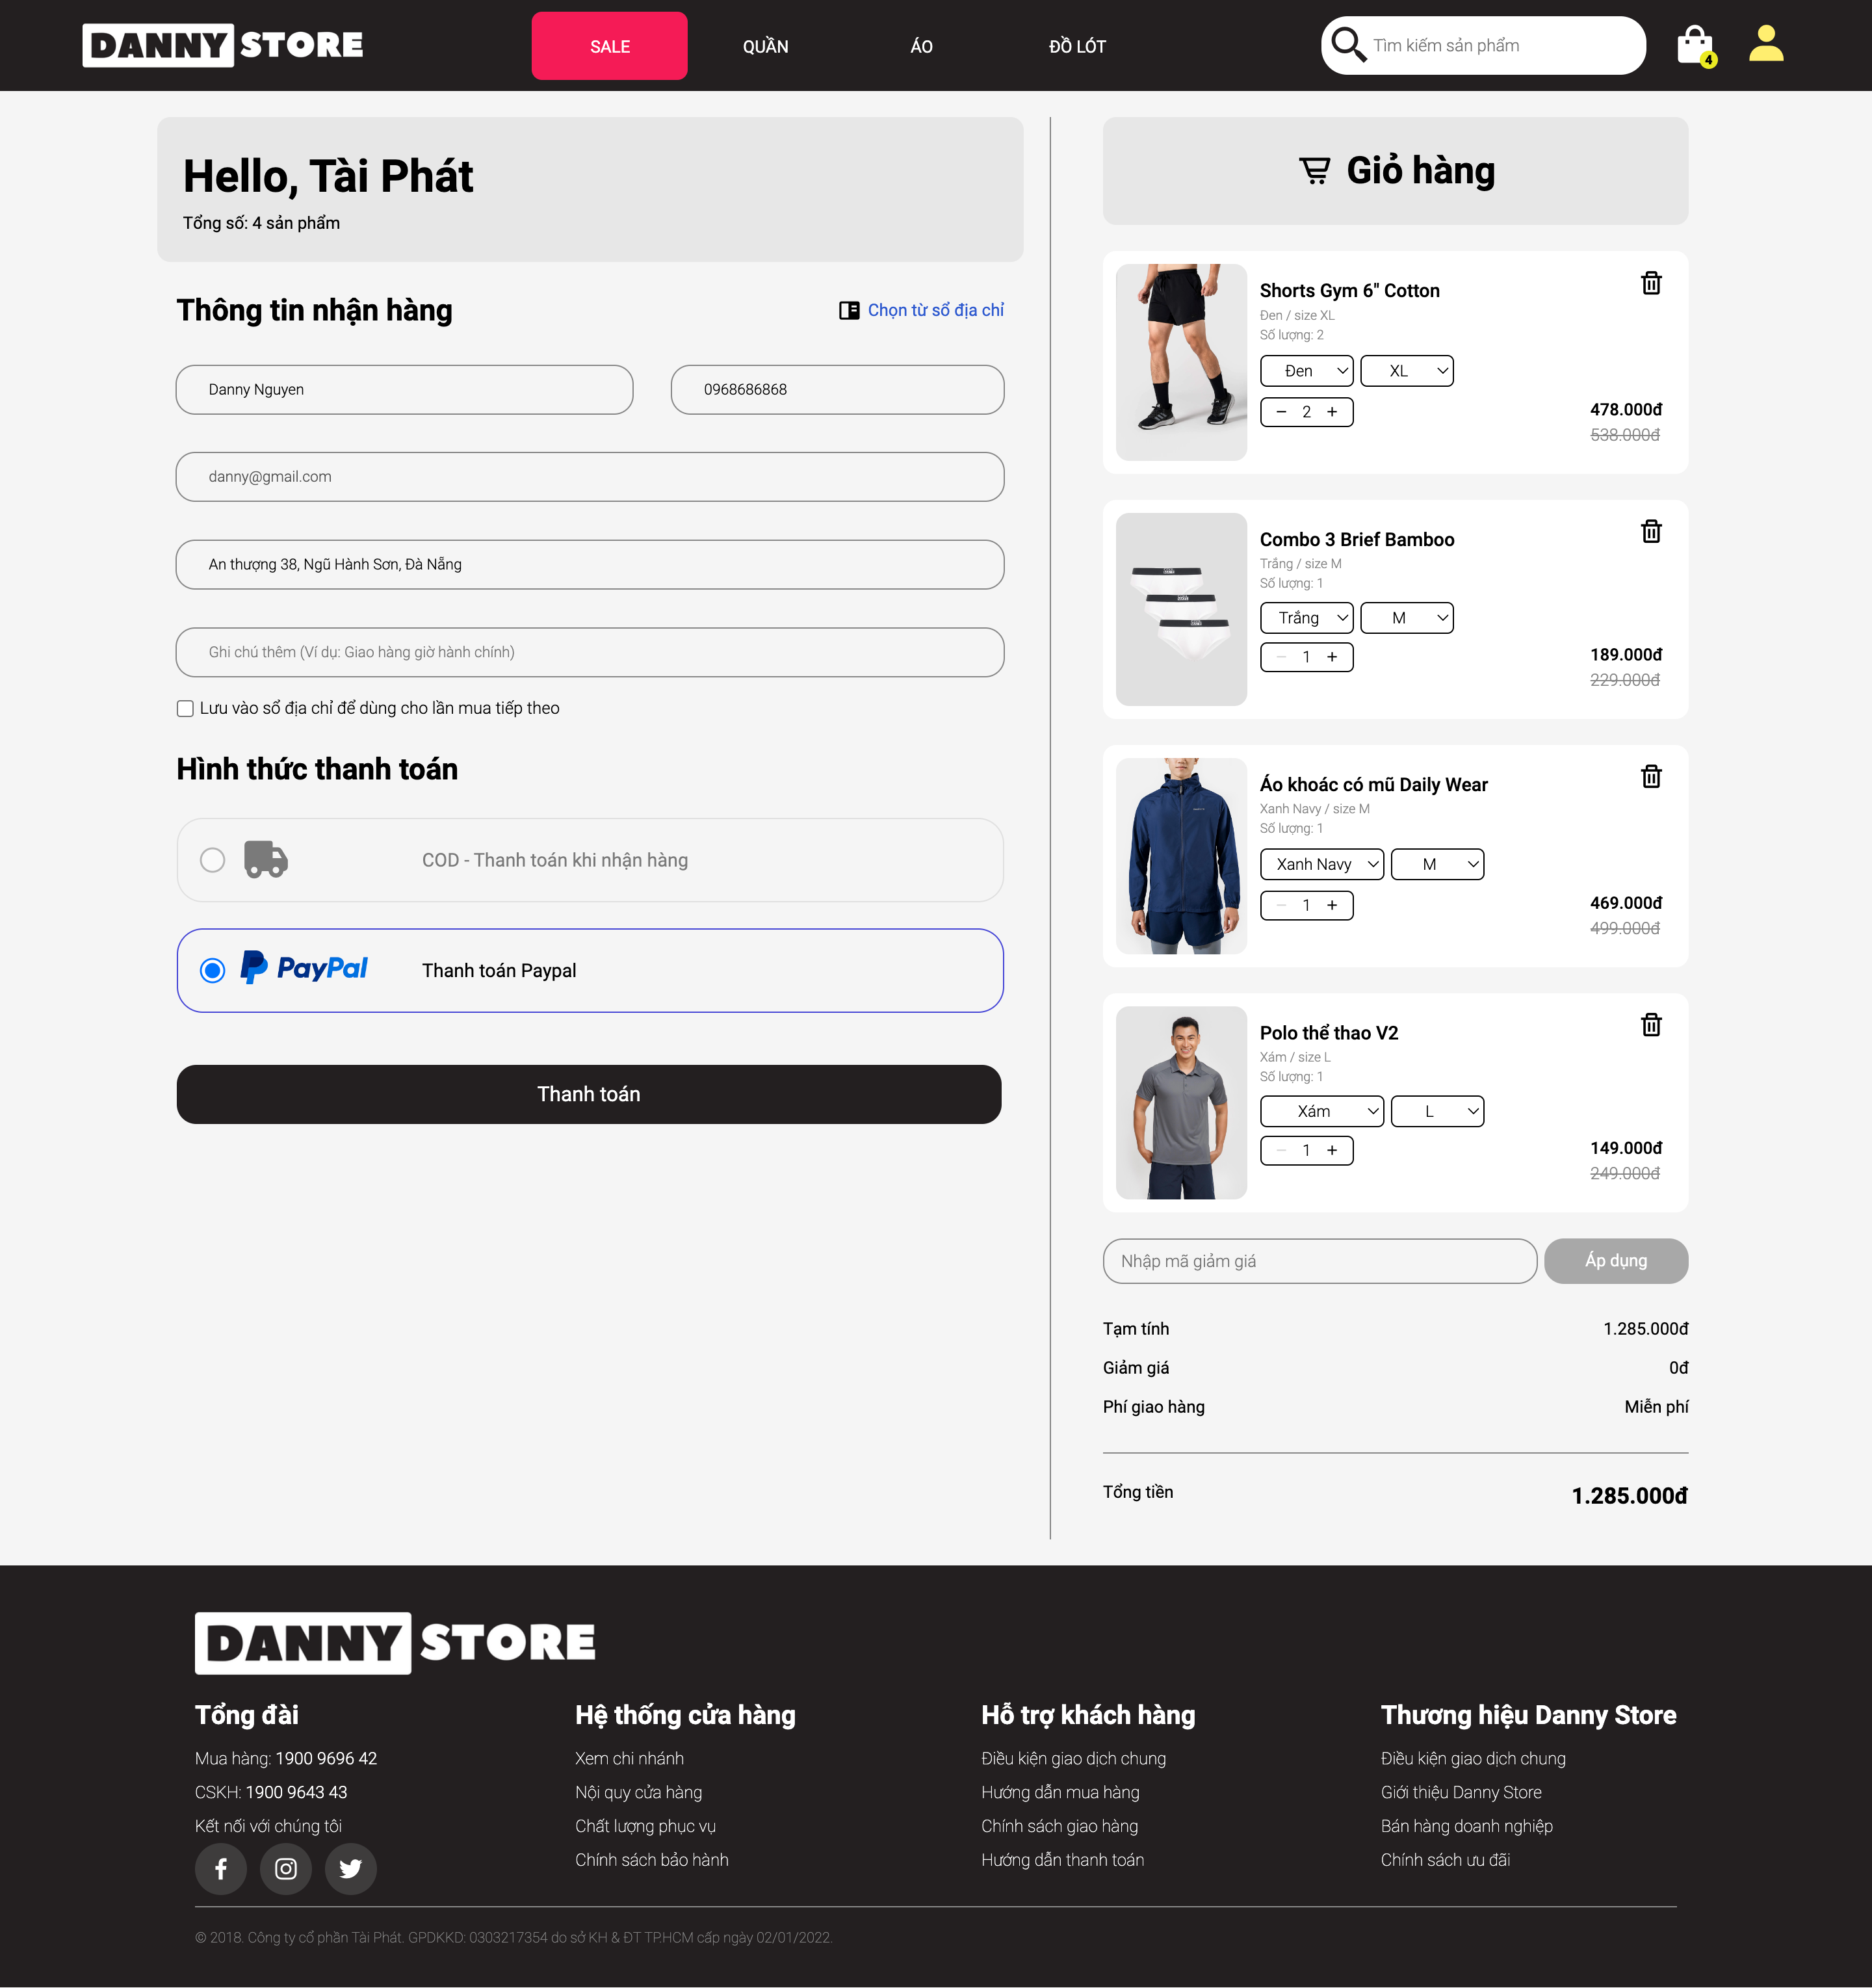 DANNY STORE
SALE
QUẦN
ÁO
ĐỒ LÓT
Tìm kiếm sản phẩm
4
Hello, Tài Phát
Tổng số: 4 sản phẩm
Thông tin nhận hàng
Chọn từ sổ địa chỉ
Danny Nguyen
0968686868
danny@gmail.com
An thượng 38, Ngũ Hành Sơn, Đà Nẵng
Ghi chú thêm (Ví dụ: Giao hàng giờ hành chính)
Lưu vào sổ địa chỉ để dùng cho lần mua tiếp theo
Hình thức thanh toán
COD - Thanh toán khi nhận hàng
PayPal
Thanh toán Paypal
Thanh toán
Giỏ hàng
Shorts Gym 6" Cotton
Đen / size XL
Số lượng: 2
Đen
XL
− 2 +
478.000đ
538.000đ
Combo 3 Brief Bamboo
Trắng / size M
Số lượng: 1
Trắng
M
− 1 +
189.000đ
229.000đ
Áo khoác có mũ Daily Wear
Xanh Navy / size M
Số lượng: 1
Xanh Navy
M
− 1 +
469.000đ
499.000đ
Polo thể thao V2
Xám / size L
Số lượng: 1
Xám
L
− 1 +
149.000đ
249.000đ
Nhập mã giảm giá
Áp dụng
Tạm tính
1.285.000đ
Giảm giá
0đ
Phí giao hàng
Miễn phí
Tổng tiền
1.285.000đ
DANNY STORE
Tổng đài
Mua hàng: 1900 9696 42
CSKH: 1900 9643 43
Kết nối với chúng tôi
Hệ thống cửa hàng
Xem chi nhánh
Nội quy cửa hàng
Chất lượng phục vụ
Chính sách bảo hành
Hỗ trợ khách hàng
Điều kiện giao dịch chung
Hướng dẫn mua hàng
Chính sách giao hàng
Hướng dẫn thanh toán
Thương hiệu Danny Store
Điều kiện giao dịch chung
Giới thiệu Danny Store
Bán hàng doanh nghiệp
Chính sách ưu đãi
© 2018. Công ty cổ phần Tài Phát. GPDKKD: 0303217354 do sở KH & ĐT TP.HCM cấp ngày 02/01/2022.